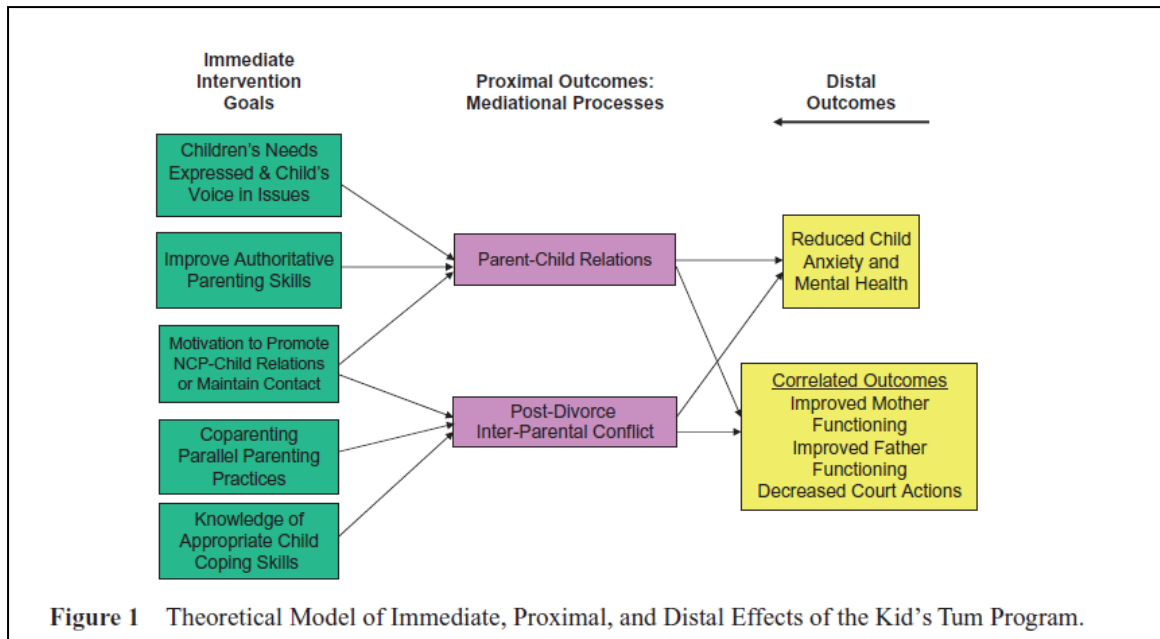 Immediate
Intervention
Goals
Proximal Outcomes:
Mediational Processes
Distal
Outcomes
Children's Needs
Expressed & Child's
Voice in Issues
Improve Authoritative
Parenting Skills
Motivation to Promote
NCP-Child Relations
or Maintain Contact
Coparenting
Parallel Parenting
Practices
Knowledge of
Appropriate Child
Coping Skills
Parent-Child Relations
Post-Divorce
Inter-Parental Conflict
Reduced Child
Anxiety and
Mental Health
Correlated Outcomes
Improved Mother
Functioning
Improved Father
Functioning
Decreased Court Actions
Figure 1 Theoretical Model of Immediate, Proximal, and Distal Effects of the Kid's Tum Program.